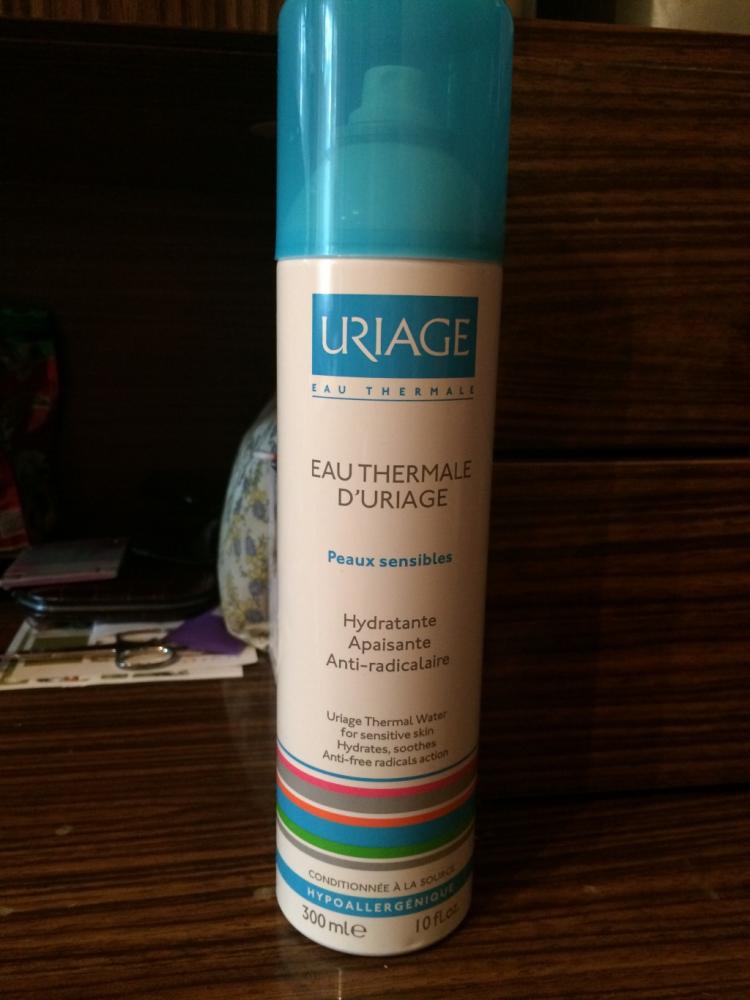 URIAGE
EAU THERMALE
EAU THERMALE
D'URIAGE
Peaux sensibles
Hydratante
Apaisante
Anti-radicalaire
Uriage Thermal Water
for sensitive skin
Hydrates, soothes
Anti-free radicals action
CONDITIONNÉE À LA SOURCE
HYPOALLERGÉNIQUE
300 ml e 10 fl.oz.